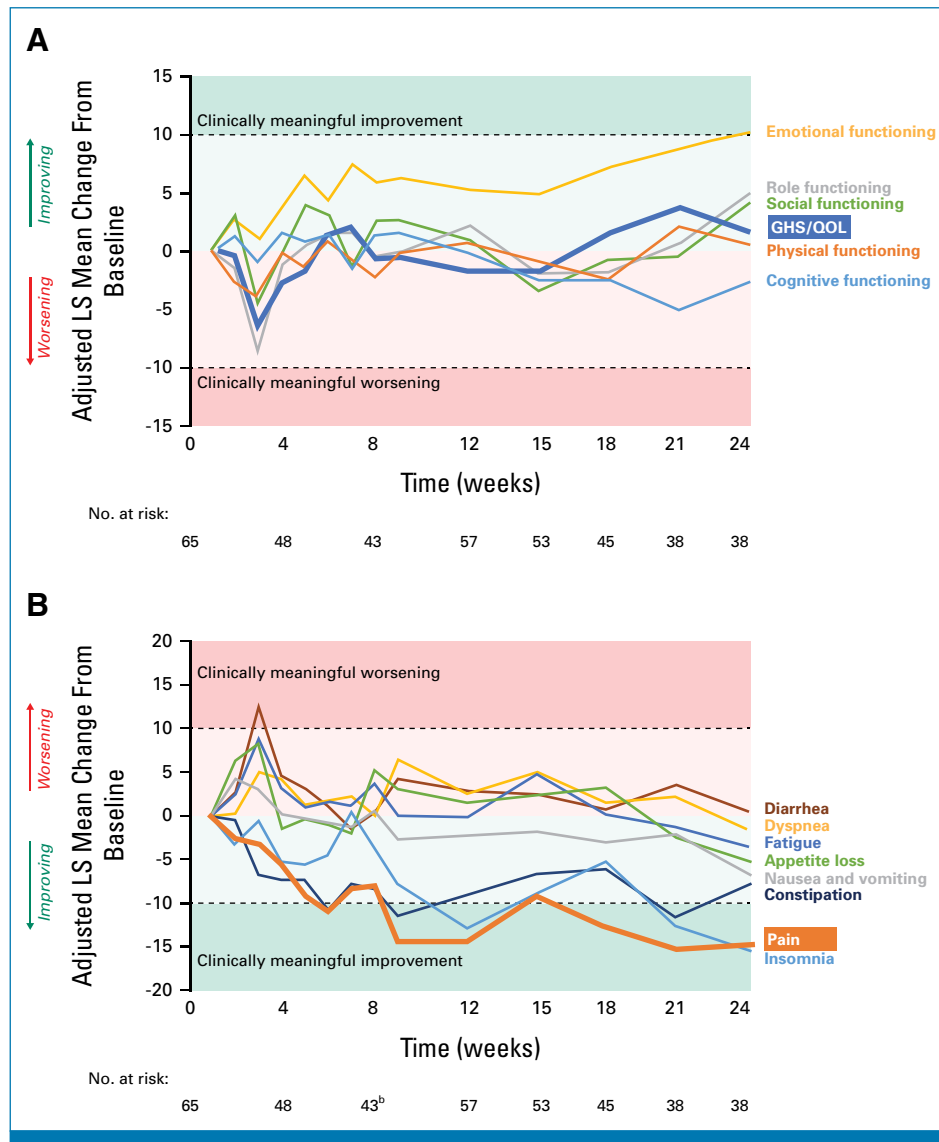 A
Adjusted LS Mean Change From
Baseline
Improving
Worsening
15
10
5
0
-5
-10
-15
Clinically meaningful improvement
Clinically meaningful worsening
Emotional functioning
Role functioning
Social functioning
GHS/QOL
Physical functioning
Cognitive functioning
0 4 8 12 15 18 21 24
Time (weeks)
No. at risk:
65 48 43 57 53 45 38 38
B
Adjusted LS Mean Change From
Baseline
Worsening
Improving
20
15
10
5
0
-5
-10
-15
-20
Clinically meaningful worsening
Clinically meaningful improvement
Diarrhea
Dyspnea
Fatigue
Appetite loss
Nausea and vomiting
Constipation
Pain
Insomnia
0 4 8 12 15 18 21 24
Time (weeks)
No. at risk:
65 48 43b 57 53 45 38 38